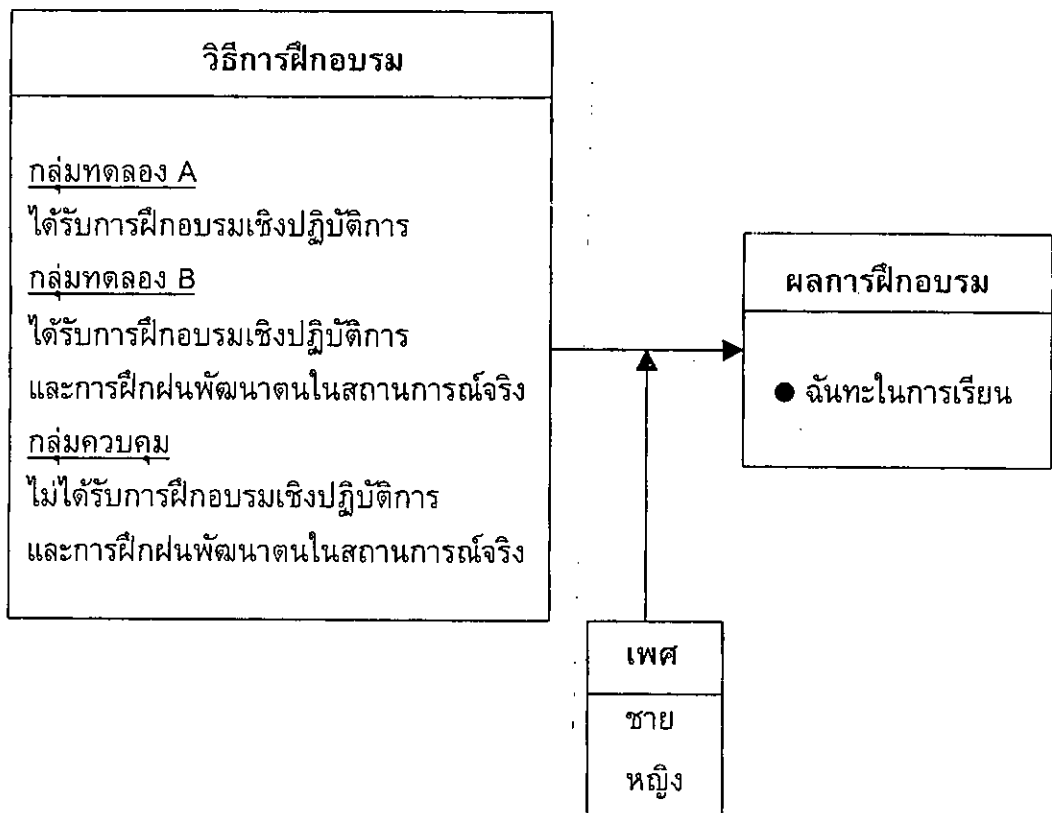 วิธีการฝึกอบรม
กลุ่มทดลอง A
ได้รับการฝึกอบรมเชิงปฏิบัติการ
กลุ่มทดลอง B
ได้รับการฝึกอบรมเชิงปฏิบัติการ
และการฝึกฝนพัฒนาตนในสถานการณ์จริง
กลุ่มควบคุม
ไม่ได้รับการฝึกอบรมเชิงปฏิบัติการ
และการฝึกฝนพัฒนาตนในสถานการณ์จริง
ผลการฝึกอบรม
● ฉันทะในการเรียน
เพศ
ชาย
หญิง